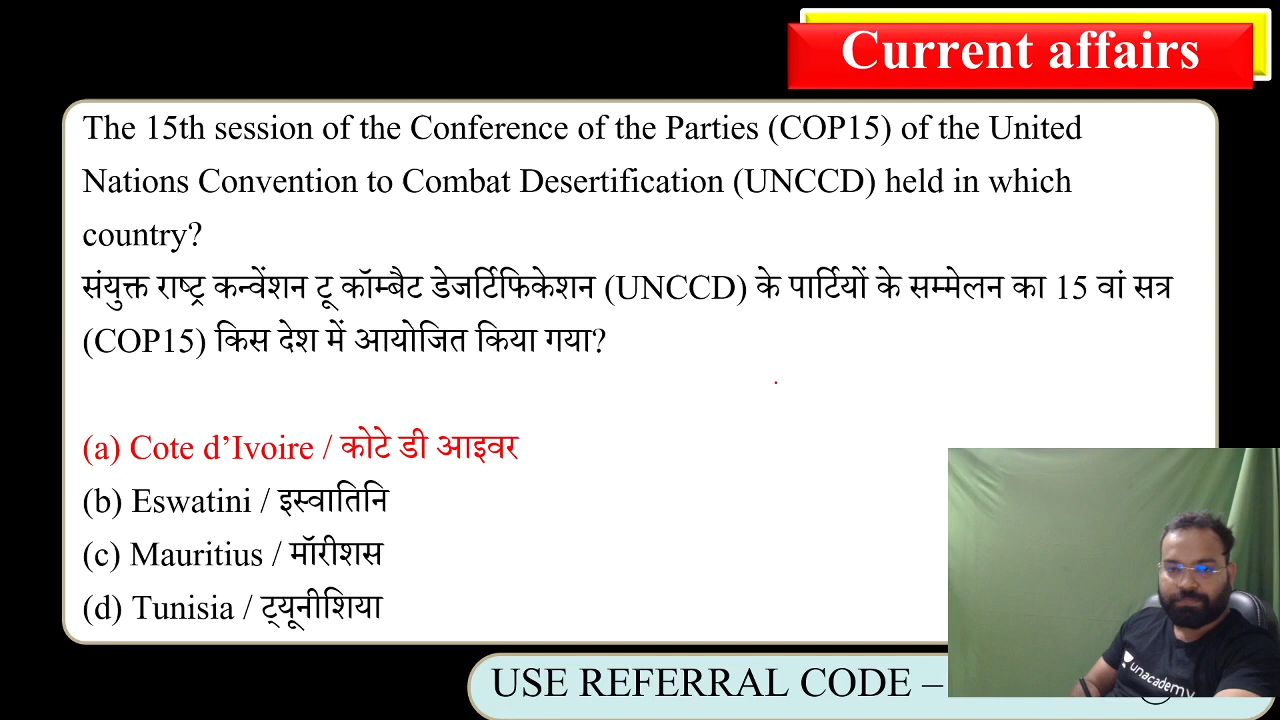 Current affairs
The 15th session of the Conference of the Parties (COP15) of the United
Nations Convention to Combat Desertification (UNCCD) held in which
country?
संयुक्त राष्ट्र कन्वेंशन टू कॉम्बैट डेजर्टिफिकेशन (UNCCD) के पार्टियों के सम्मेलन का 15 वां सत्र
(COP15) किस देश में आयोजित किया गया?
(a) Cote d’Ivoire / कोटे डी आइवर
(b) Eswatini / इस्वातिनि
(c) Mauritius / मॉरीशस
(d) Tunisia / ट्यूनीशिया
unacademy
USE REFERRAL CODE –